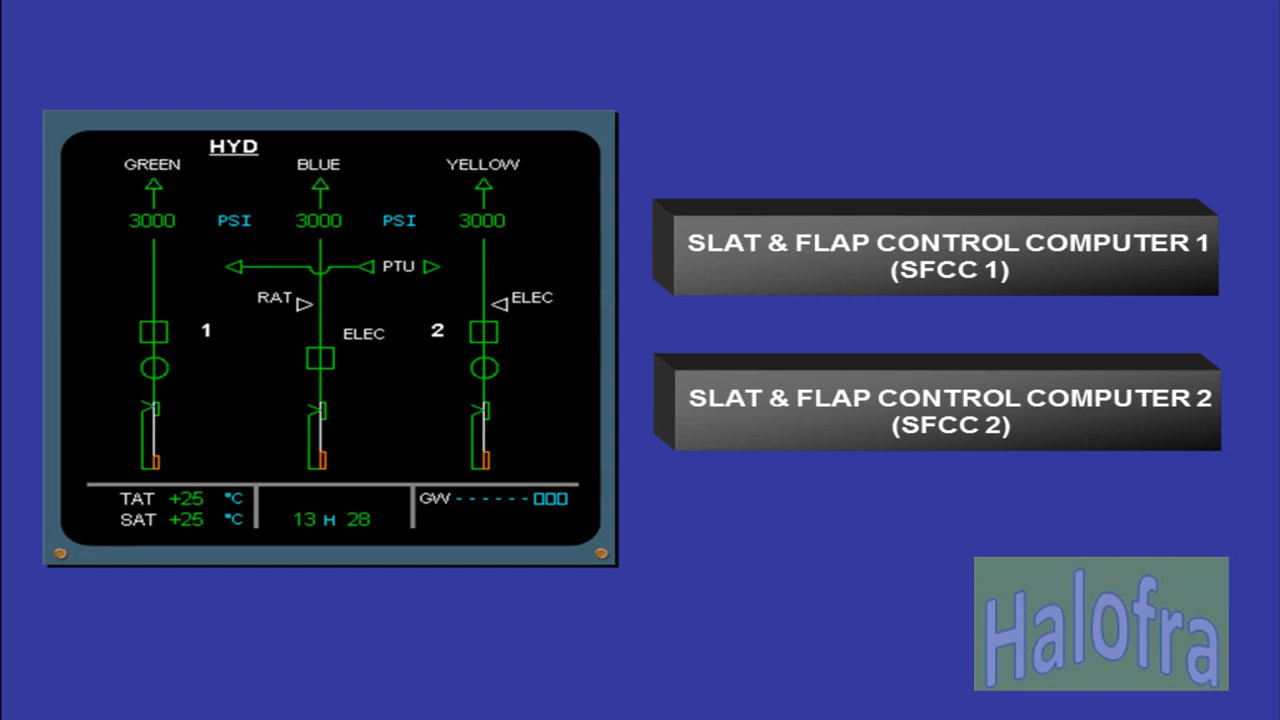 HYD
GREEN BLUE YELLOW
3000 PSI 3000 PSI 3000
PTU
RAT ELEC
1 ELEC 2
TAT +25 °C GW ------
SAT +25 °C 13 H 28
SLAT & FLAP CONTROL COMPUTER 1
(SFCC 1)
SLAT & FLAP CONTROL COMPUTER 2
(SFCC 2)
Halofra